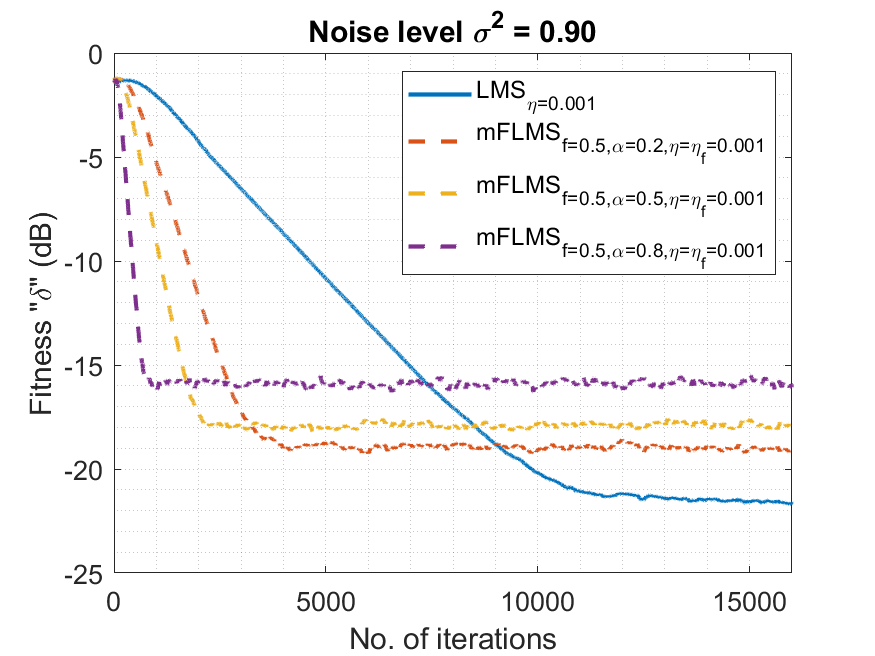 Noise level σ² = 0.90
0
-5
-10
-15
-20
-25
Fitness "δ" (dB)
LMS η=0.001
mFLMS f=0.5,α=0.2,η=η_f=0.001
mFLMS f=0.5,α=0.5,η=η_f=0.001
mFLMS f=0.5,α=0.8,η=η_f=0.001
0 5000 10000 15000
No. of iterations